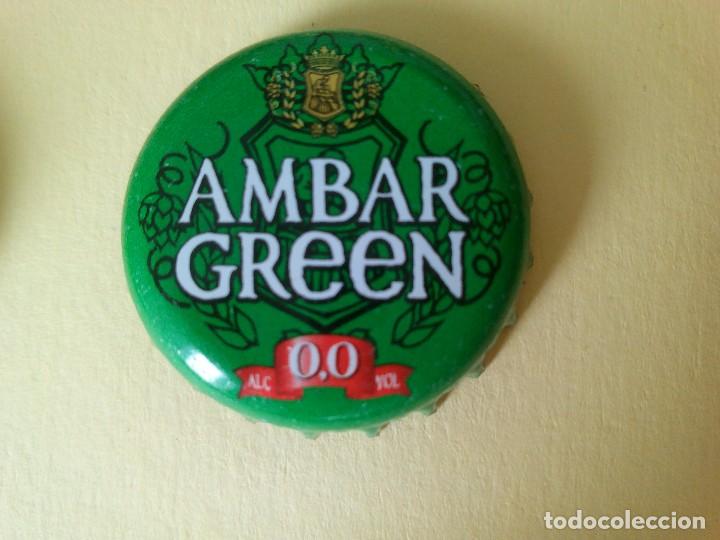 AMBAR
GReeN
ALC 0,0 VOL
todocoleccion